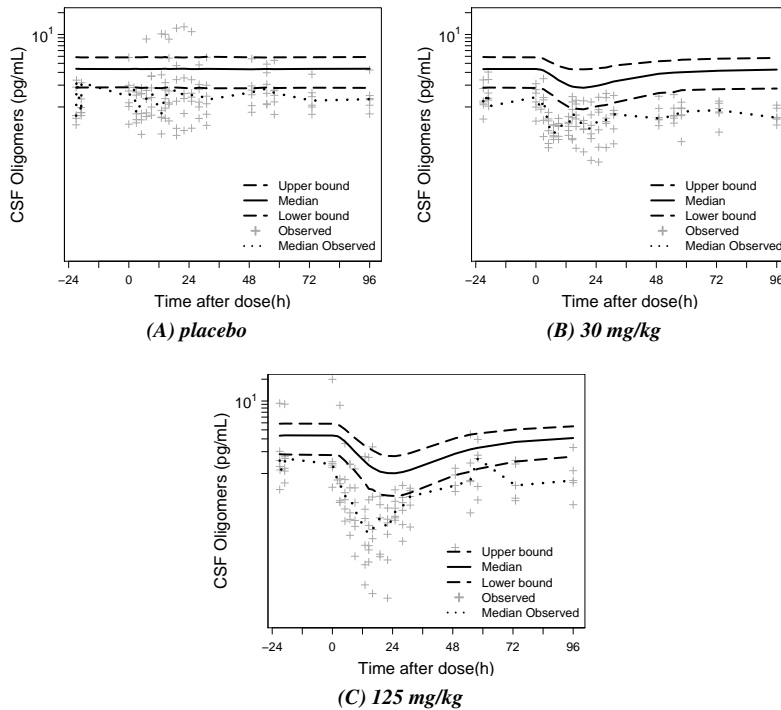 10¹
CSF Oligomers (pg/mL)
Upper bound
Median
Lower bound
Observed
Median Observed
−24 0 24 48 72 96
Time after dose(h)
(A) placebo
10¹
CSF Oligomers (pg/mL)
Upper bound
Median
Lower bound
Observed
Median Observed
−24 0 24 48 72 96
Time after dose(h)
(B) 30 mg/kg
10¹
CSF Oligomers (pg/mL)
Upper bound
Median
Lower bound
Observed
Median Observed
−24 0 24 48 72 96
Time after dose(h)
(C) 125 mg/kg